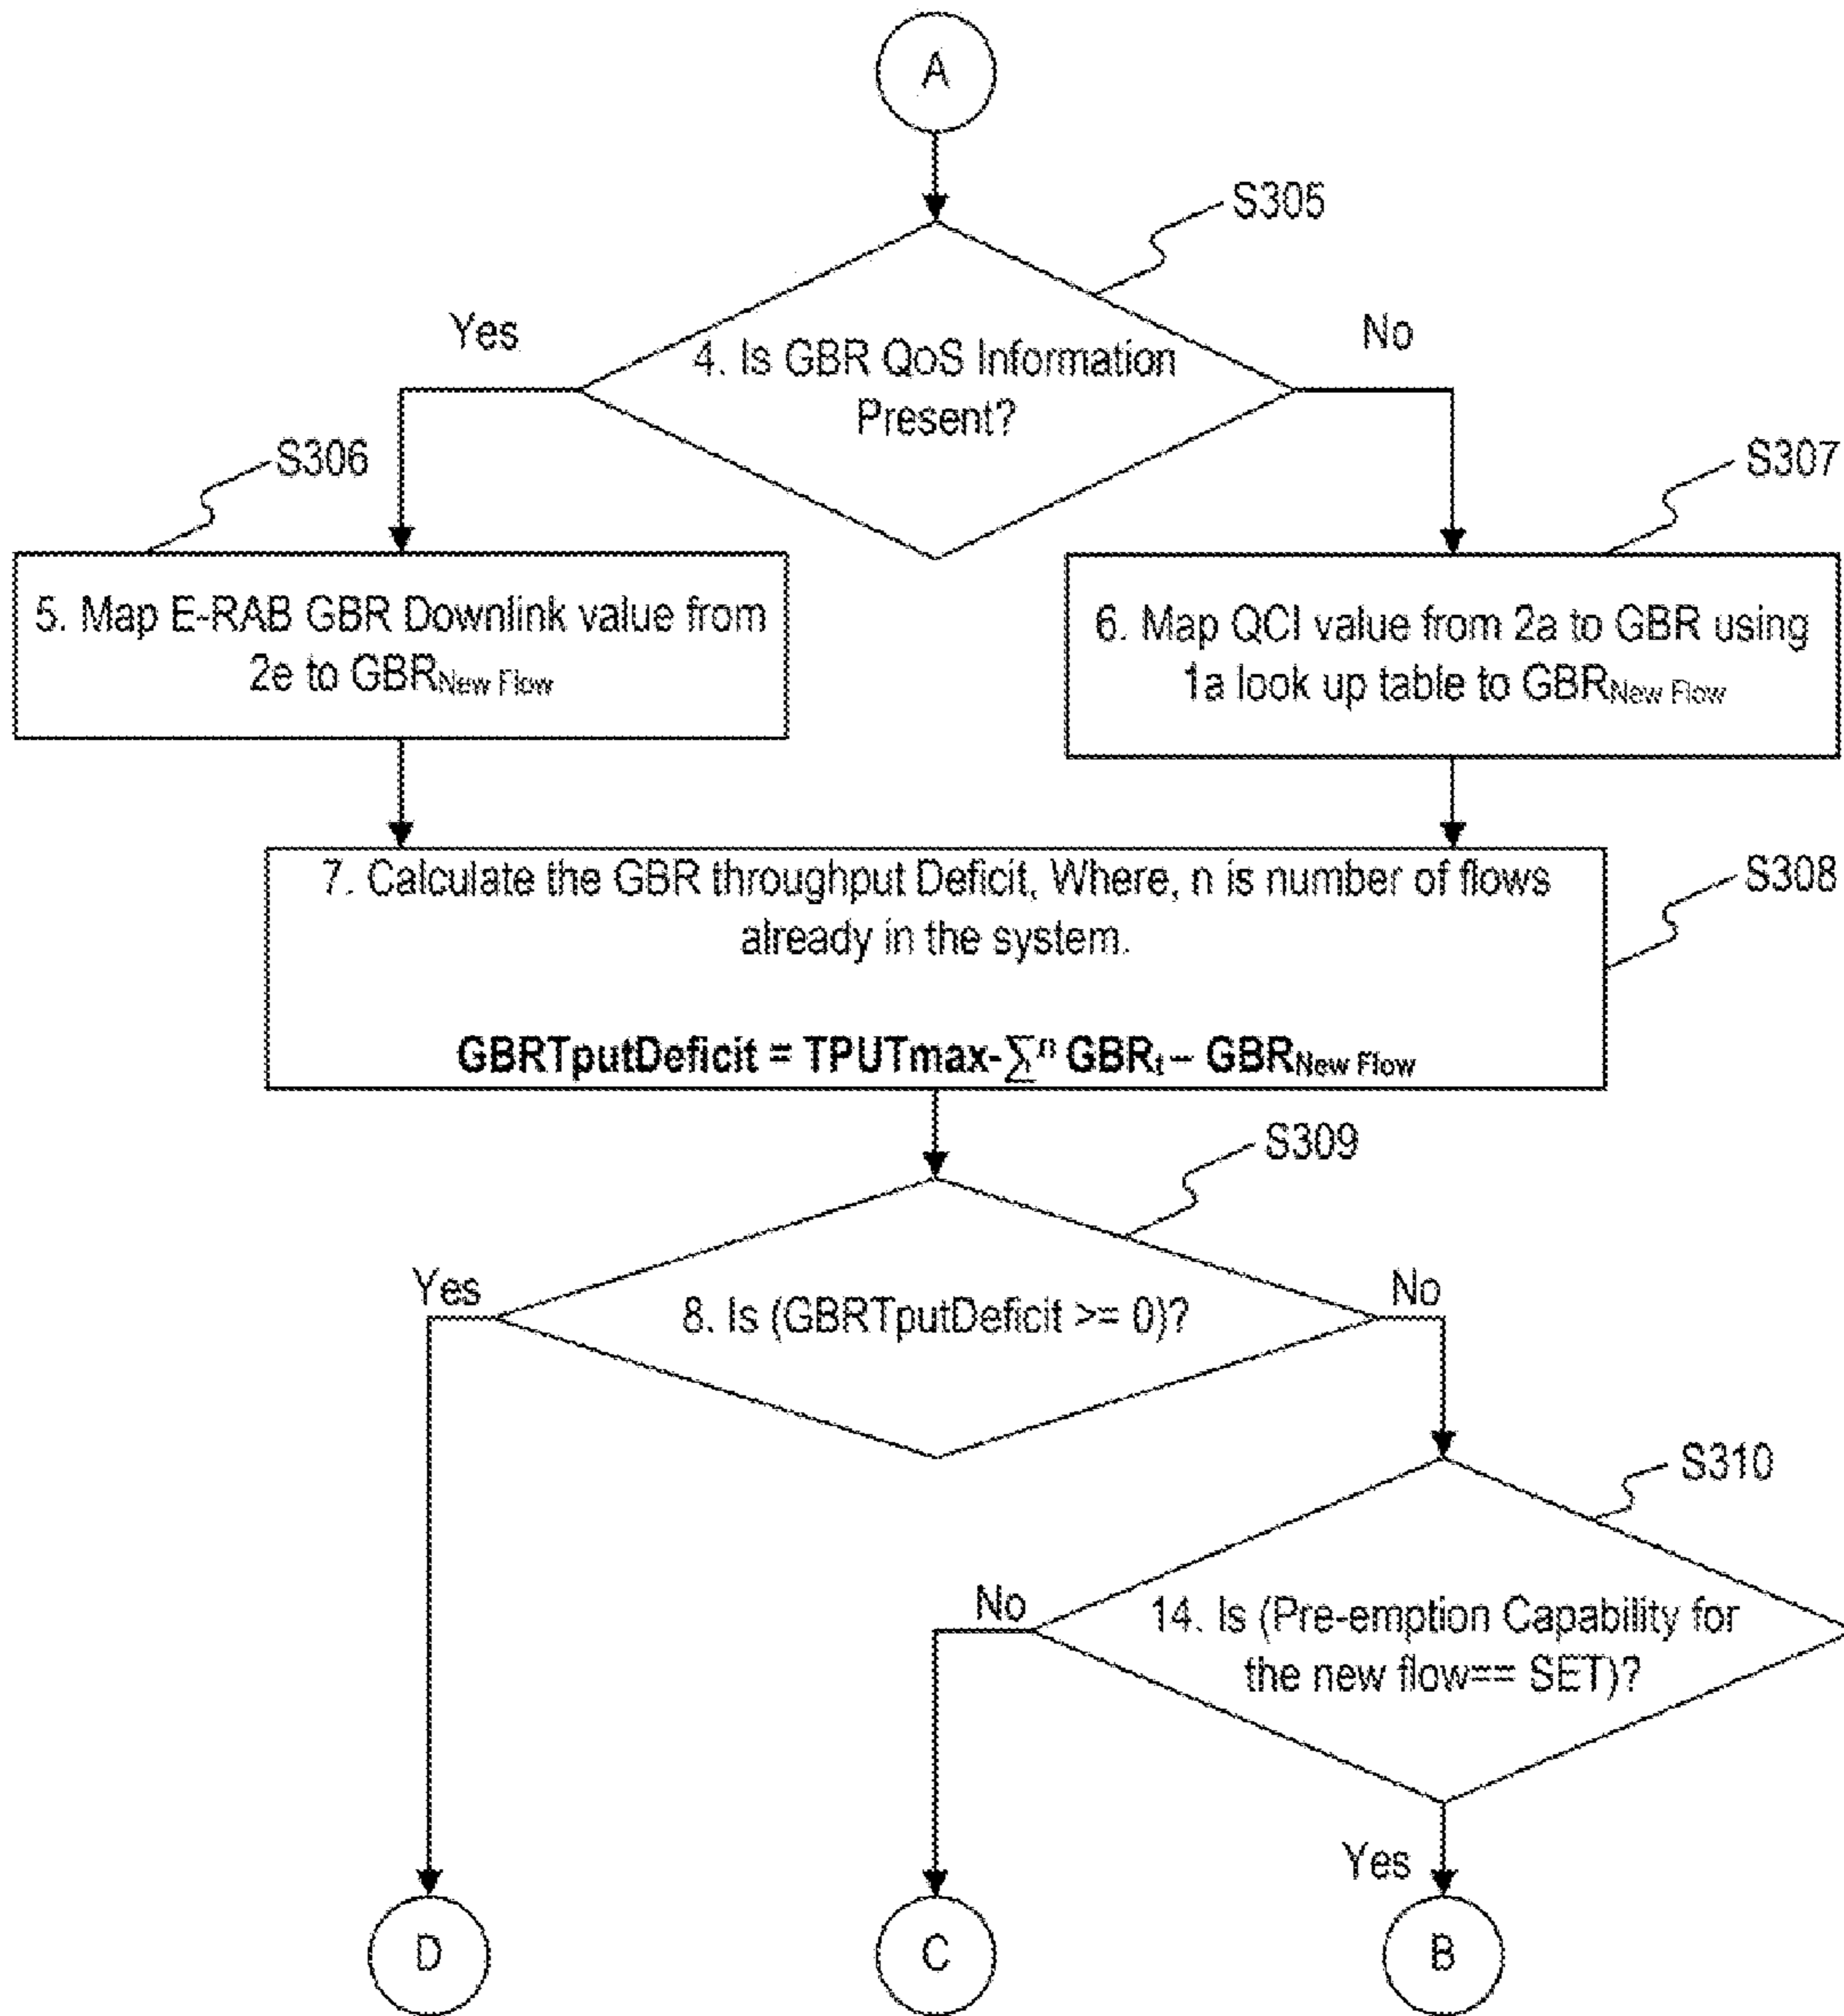 A
S305
Yes
No
4. Is GBR QoS Information
Present?
S306
S307
5. Map E-RAB GBR Downlink value from
2e to GBRNew Flow
6. Map QCI value from 2a to GBR using
1a look up table to GBRNew Flow
7. Calculate the GBR throughput Deficit, Where, n is number of flows
already in the system.
S308
GBRTputDeficit = TPUTmax-∑ⁿ GBRt – GBRNew Flow
S309
Yes
No
8. Is (GBRTputDeficit >= 0)?
S310
No
14. Is (Pre-emption Capability for
the new flow== SET)?
Yes
D
C
B